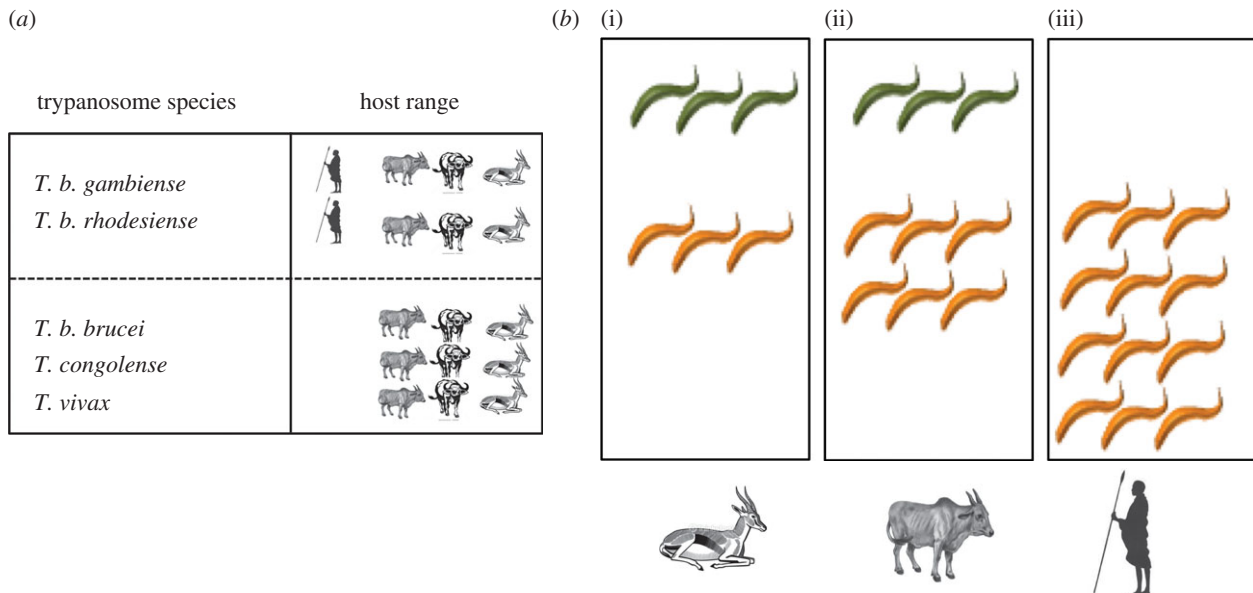 (a)
trypanosome species host range
T. b. gambiense
T. b. rhodesiense
T. b. brucei
T. congolense
T. vivax
(b) (i) (ii) (iii)